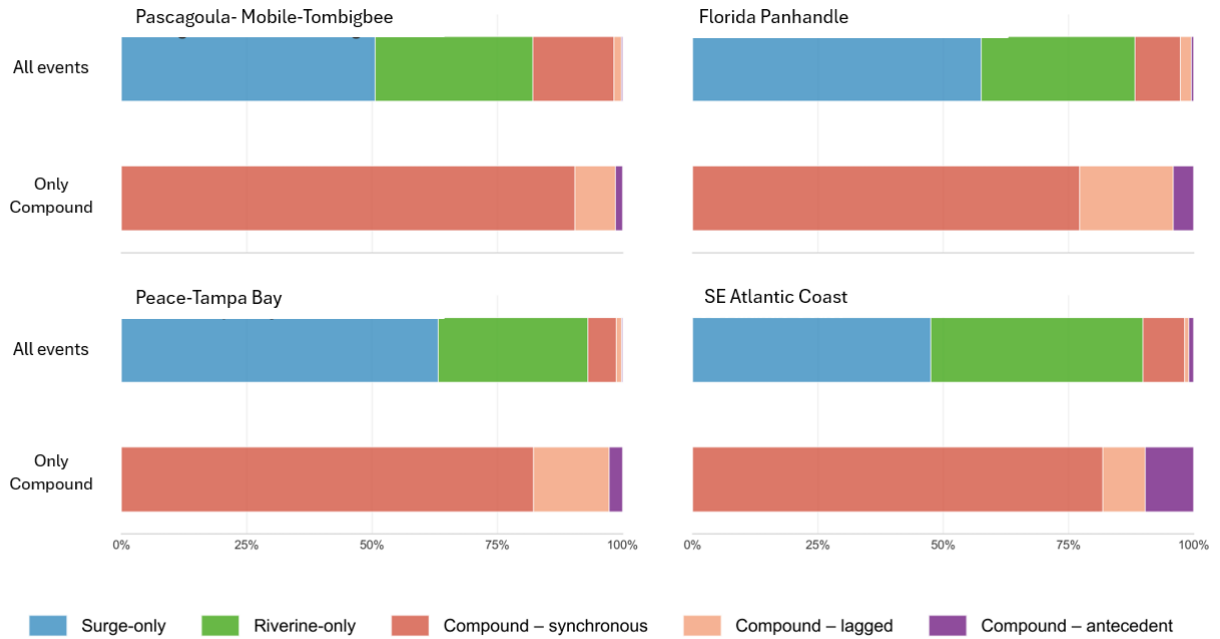 Pascagoula- Mobile-Tombigbee
Florida Panhandle
All events
Only
Compound
Peace-Tampa Bay
SE Atlantic Coast
All events
Only
Compound
0% 25% 50% 75% 100%
0% 25% 50% 75% 100%
Surge-only
Riverine-only
Compound – synchronous
Compound – lagged
Compound – antecedent